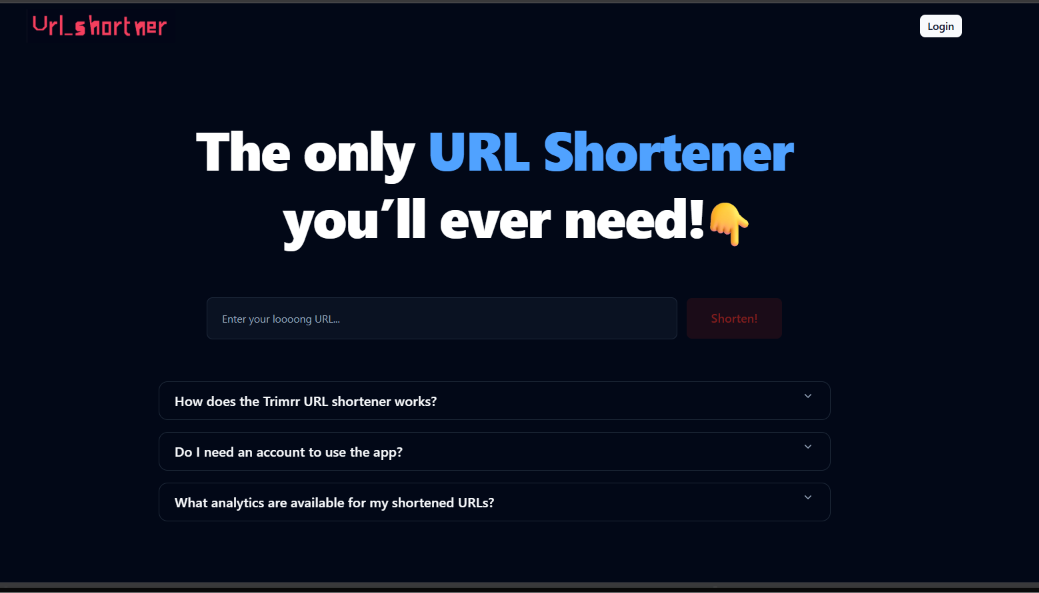 Url_shortner
Login
The only URL Shortener
you’ll ever need!👇
Enter your loooong URL...
Shorten!
How does the Trimrr URL shortener works?
Do I need an account to use the app?
What analytics are available for my shortened URLs?